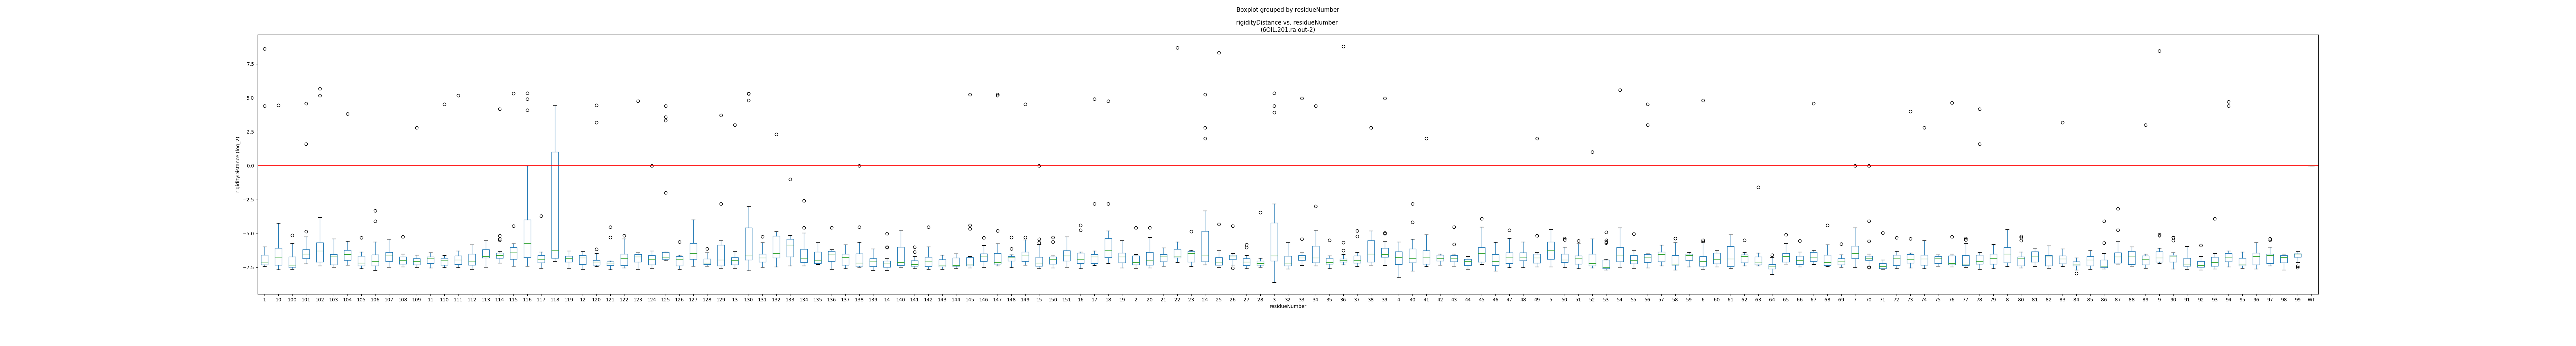 Boxplot grouped by residueNumber
rigidityDistance vs. residueNumber
(6OIL.201.ra.out-2)
rigidityDistance (log_2)
7.5
5.0
2.5
0.0
−2.5
−5.0
−7.5
1 10 100 101 102 103 104 105 106 107 108 109 11 110 111 112 113 114 115 116 117 118 119 12 120 121 122 123 124 125 126 127 128 129 13 130 131 132 133 134 135 136 137 138 139 14 140 141 142 143 144 145 146 147 148 149 15 150 151 16 17 18 19 2 20 21 22 23 24 25 26 27 28 3 32 33 34 35 36 37 38 39 4 40 41 42 43 44 45 46 47 48 49 5 50 51 52 53 54 55 56 57 58 59 6 60 61 62 63 64 65 66 67 68 69 7 70 71 72 73 74 75 76 77 78 79 8 80 81 82 83 84 85 86 87 88 89 9 90 91 92 93 94 95 96 97 98 99 WT
residueNumber